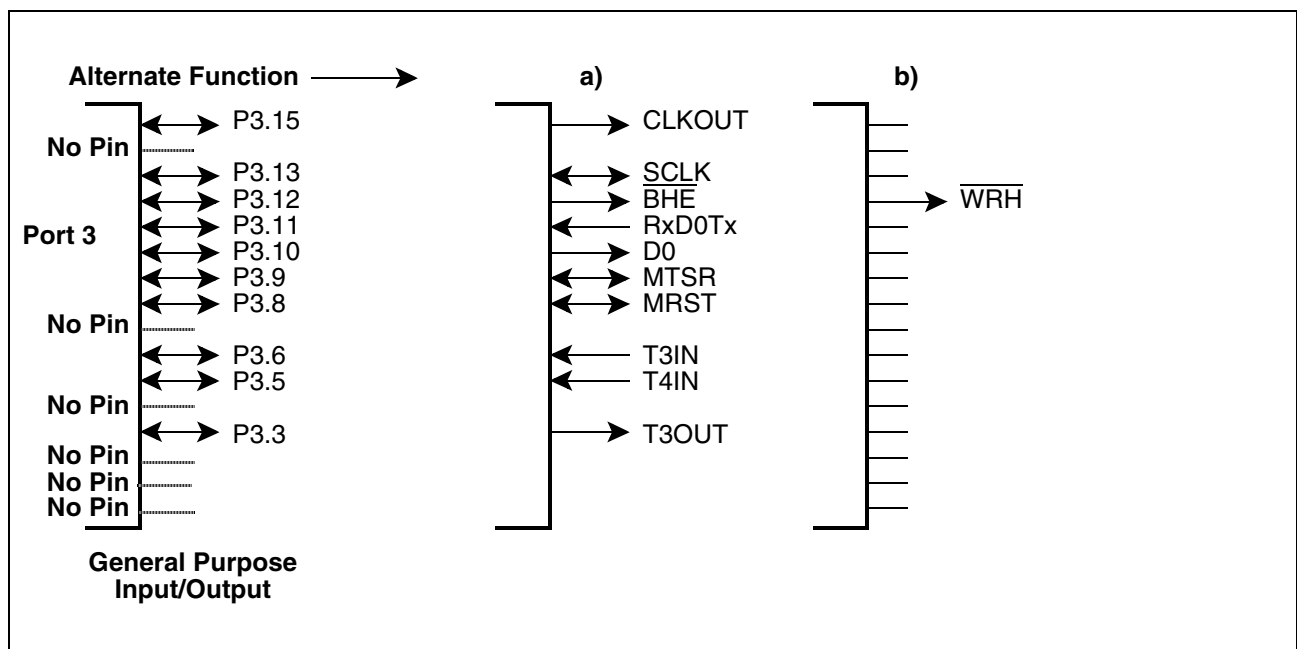 Alternate Function a) b)
P3.15 CLKOUT
No Pin
P3.13 SCLK
P3.12 BHE WRH
P3.11 RxD0Tx
Port 3
P3.10 D0
P3.9 MTSR
P3.8 MRST
No Pin
P3.6 T3IN
P3.5 T4IN
No Pin
P3.3 T3OUT
No Pin
No Pin
No Pin
General Purpose
Input/Output